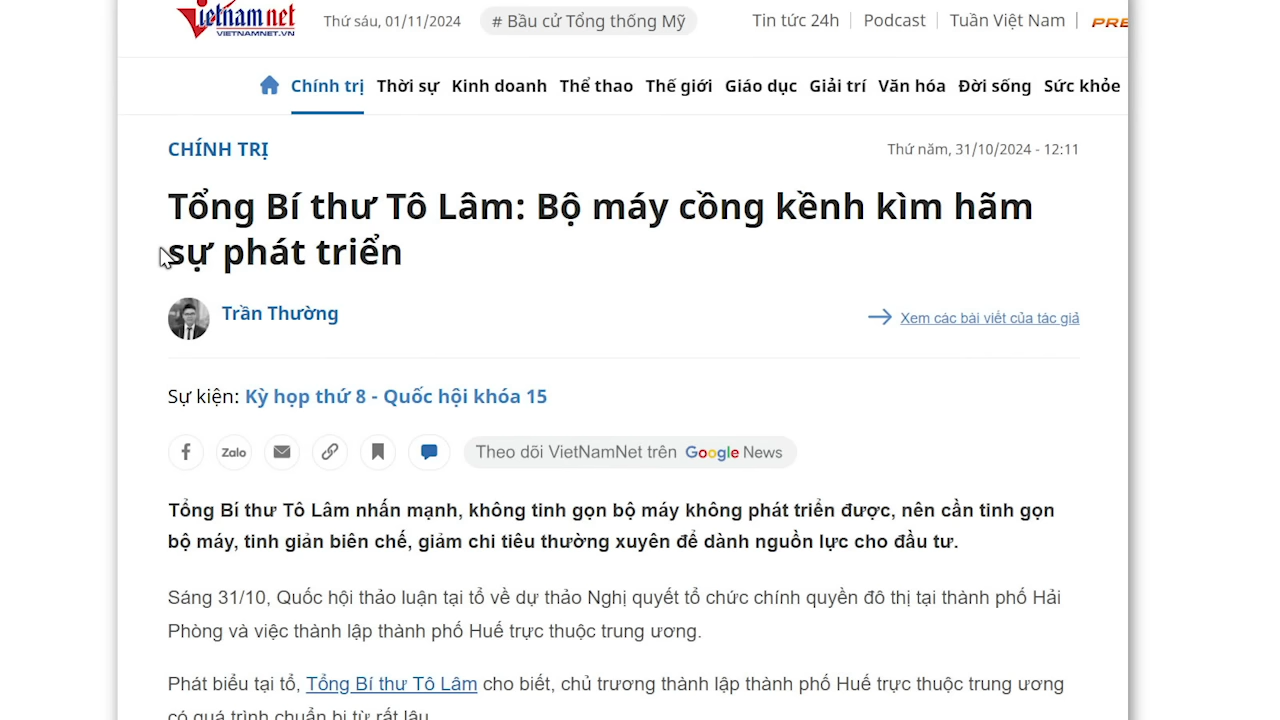 vietnamnet
VIETNAMNET.VN
Thứ sáu, 01/11/2024
# Bầu cử Tổng thống Mỹ
Tin tức 24h
Podcast
Tuần Việt Nam
PRE
Chính trị Thời sự Kinh doanh Thể thao Thế giới Giáo dục Giải trí Văn hóa Đời sống Sức khỏe
CHÍNH TRỊ
Thứ năm, 31/10/2024 - 12:11
Tổng Bí thư Tô Lâm: Bộ máy cồng kềnh kìm hãm
sự phát triển
Trần Thường
Xem các bài viết của tác giả
Sự kiện: Kỳ họp thứ 8 - Quốc hội khóa 15
Zalo
Theo dõi VietNamNet trên Google News
Tổng Bí thư Tô Lâm nhấn mạnh, không tinh gọn bộ máy không phát triển được, nên cần tinh gọn
bộ máy, tinh giản biên chế, giảm chi tiêu thường xuyên để dành nguồn lực cho đầu tư.
Sáng 31/10, Quốc hội thảo luận tại tổ về dự thảo Nghị quyết tổ chức chính quyền đô thị tại thành phố Hải
Phòng và việc thành lập thành phố Huế trực thuộc trung ương.
Phát biểu tại tổ, Tổng Bí thư Tô Lâm cho biết, chủ trương thành lập thành phố Huế trực thuộc trung ương
có quá trình chuẩn bị từ rất lâu.